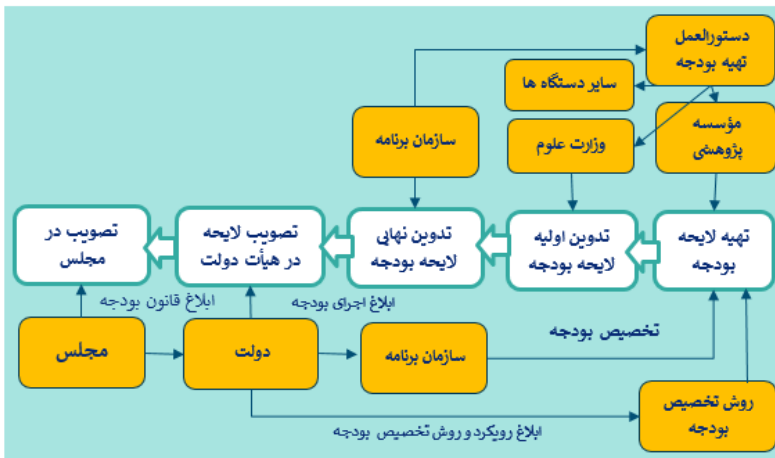 دستورالعمل
تهیه بودجه
سایر دستگاه ها
سازمان برنامه
وزارت علوم
مؤسسه
پژوهشی
تهیه لایحه
بودجه
تدوین اولیه
لایحه بودجه
تدوین نهایی
لایحه بودجه
تصویب لایحه
در هیأت دولت
تصویب در
مجلس
ابلاغ اجرای بودجه
ابلاغ قانون بودجه
تخصیص بودجه
مجلس
دولت
سازمان برنامه
روش تخصیص
بودجه
ابلاغ رویکرد و روش تخصیص بودجه